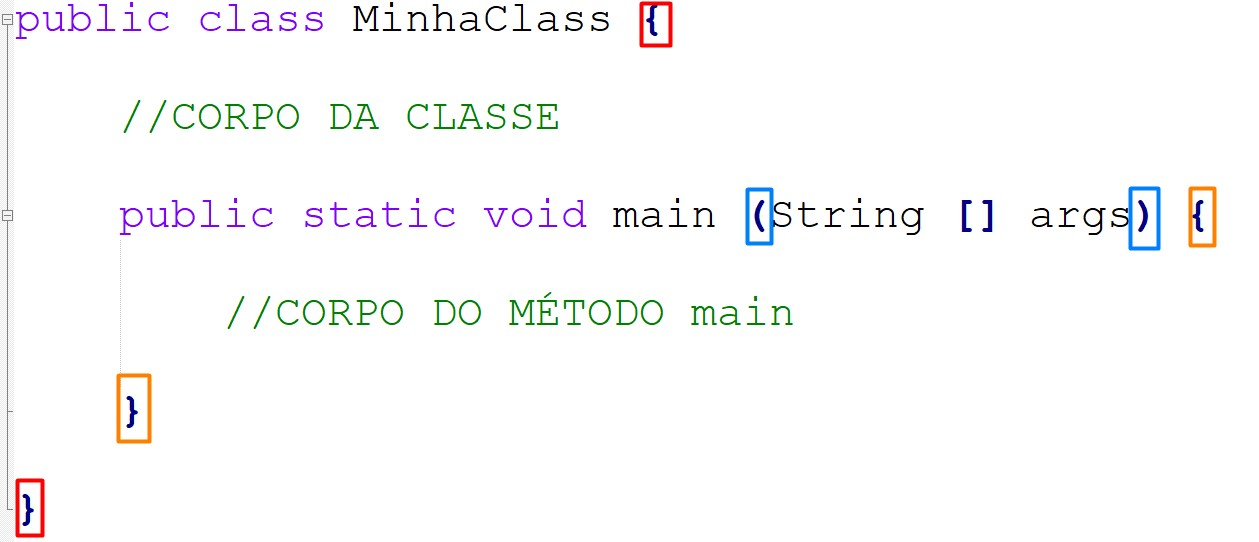 public class MinhaClass {
//CORPO DA CLASSE
public static void main (String [] args) {
//CORPO DO MÉTODO main
}
}